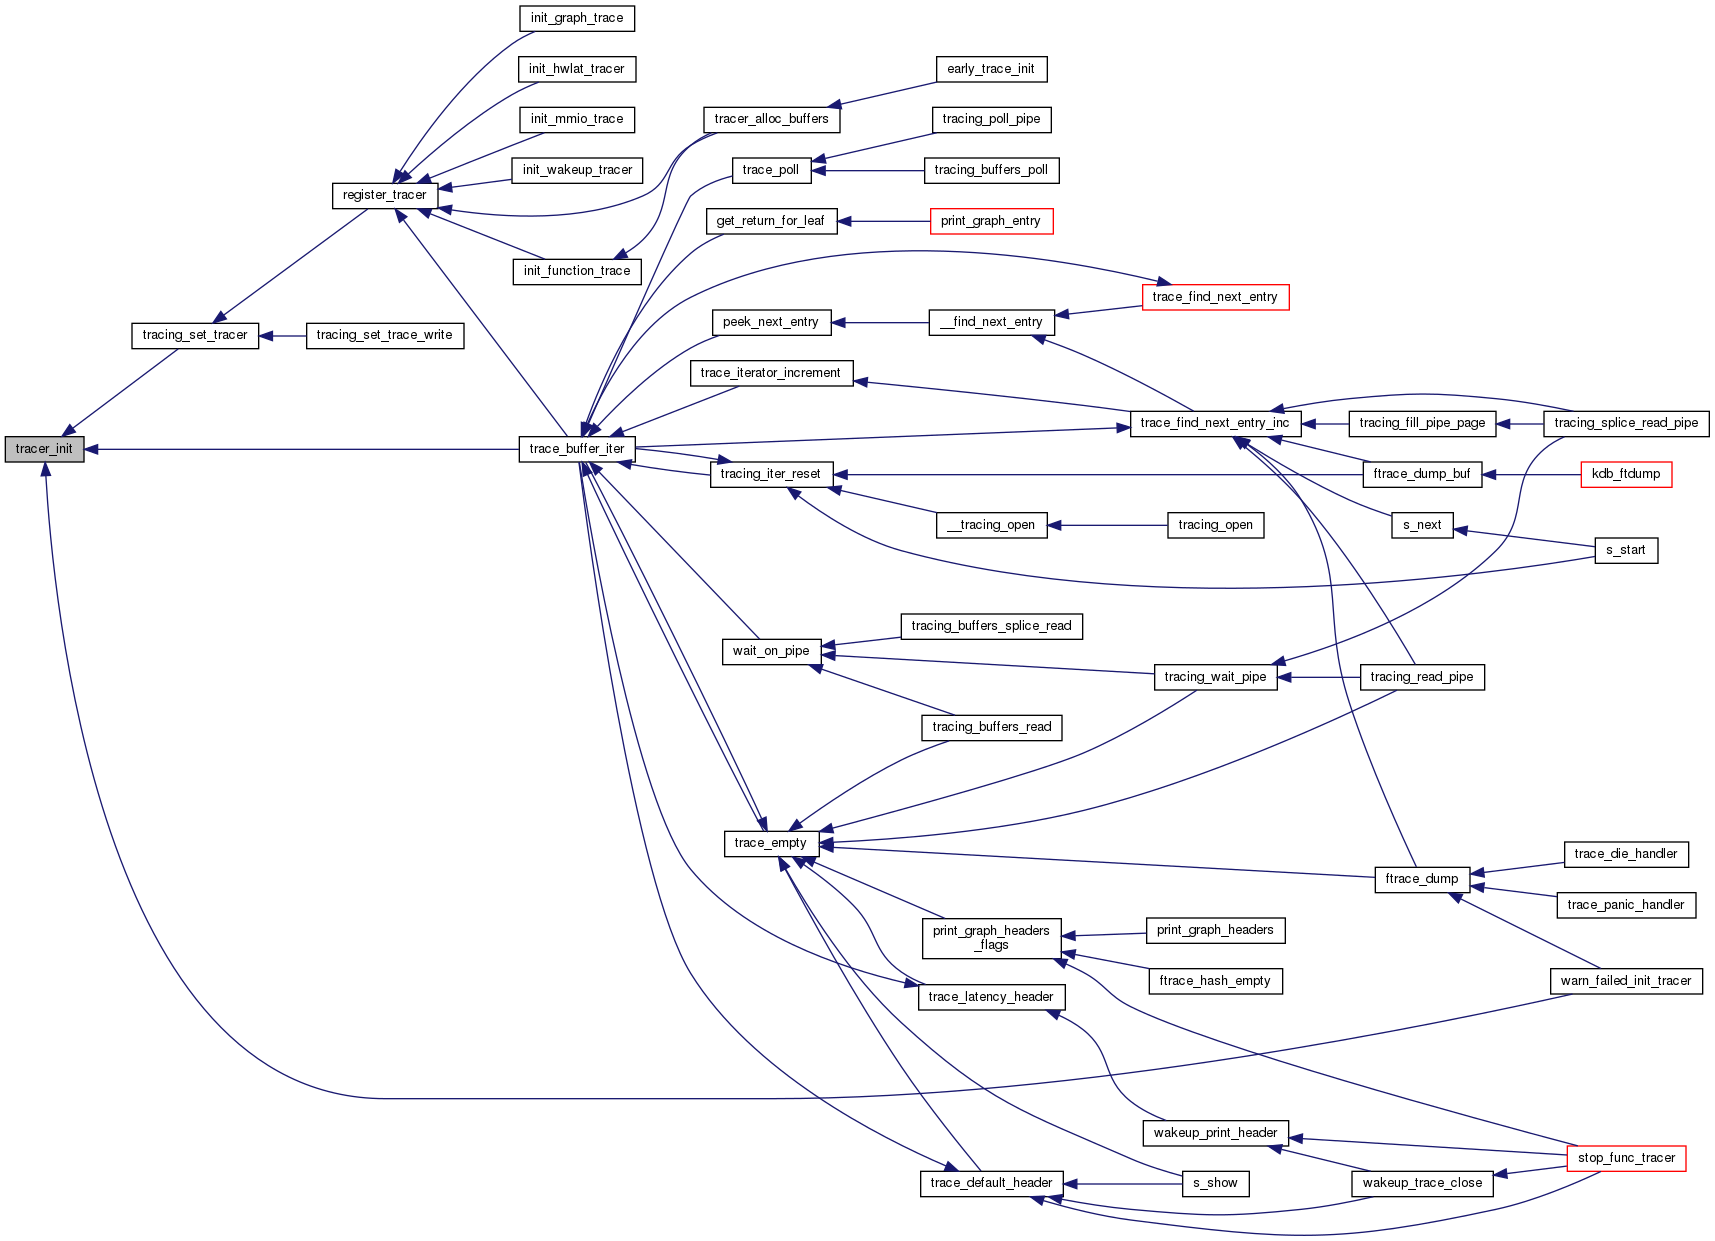 init_graph_trace
init_hwlat_tracer
early_trace_init
init_mmio_trace
tracer_alloc_buffers
tracing_poll_pipe
init_wakeup_tracer
trace_poll
tracing_buffers_poll
register_tracer
get_return_for_leaf
print_graph_entry
init_function_trace
trace_find_next_entry
tracing_set_tracer
tracing_set_trace_write
peek_next_entry
__find_next_entry
trace_iterator_increment
trace_find_next_entry_inc
tracing_fill_pipe_page
tracing_splice_read_pipe
tracer_init
trace_buffer_iter
tracing_iter_reset
ftrace_dump_buf
kdb_ftdump
__tracing_open
tracing_open
s_next
s_start
tracing_buffers_splice_read
wait_on_pipe
tracing_wait_pipe
tracing_read_pipe
tracing_buffers_read
trace_empty
trace_die_handler
ftrace_dump
trace_panic_handler
print_graph_headers
_flags
print_graph_headers
ftrace_hash_empty
warn_failed_init_tracer
trace_latency_header
wakeup_print_header
stop_func_tracer
trace_default_header
s_show
wakeup_trace_close